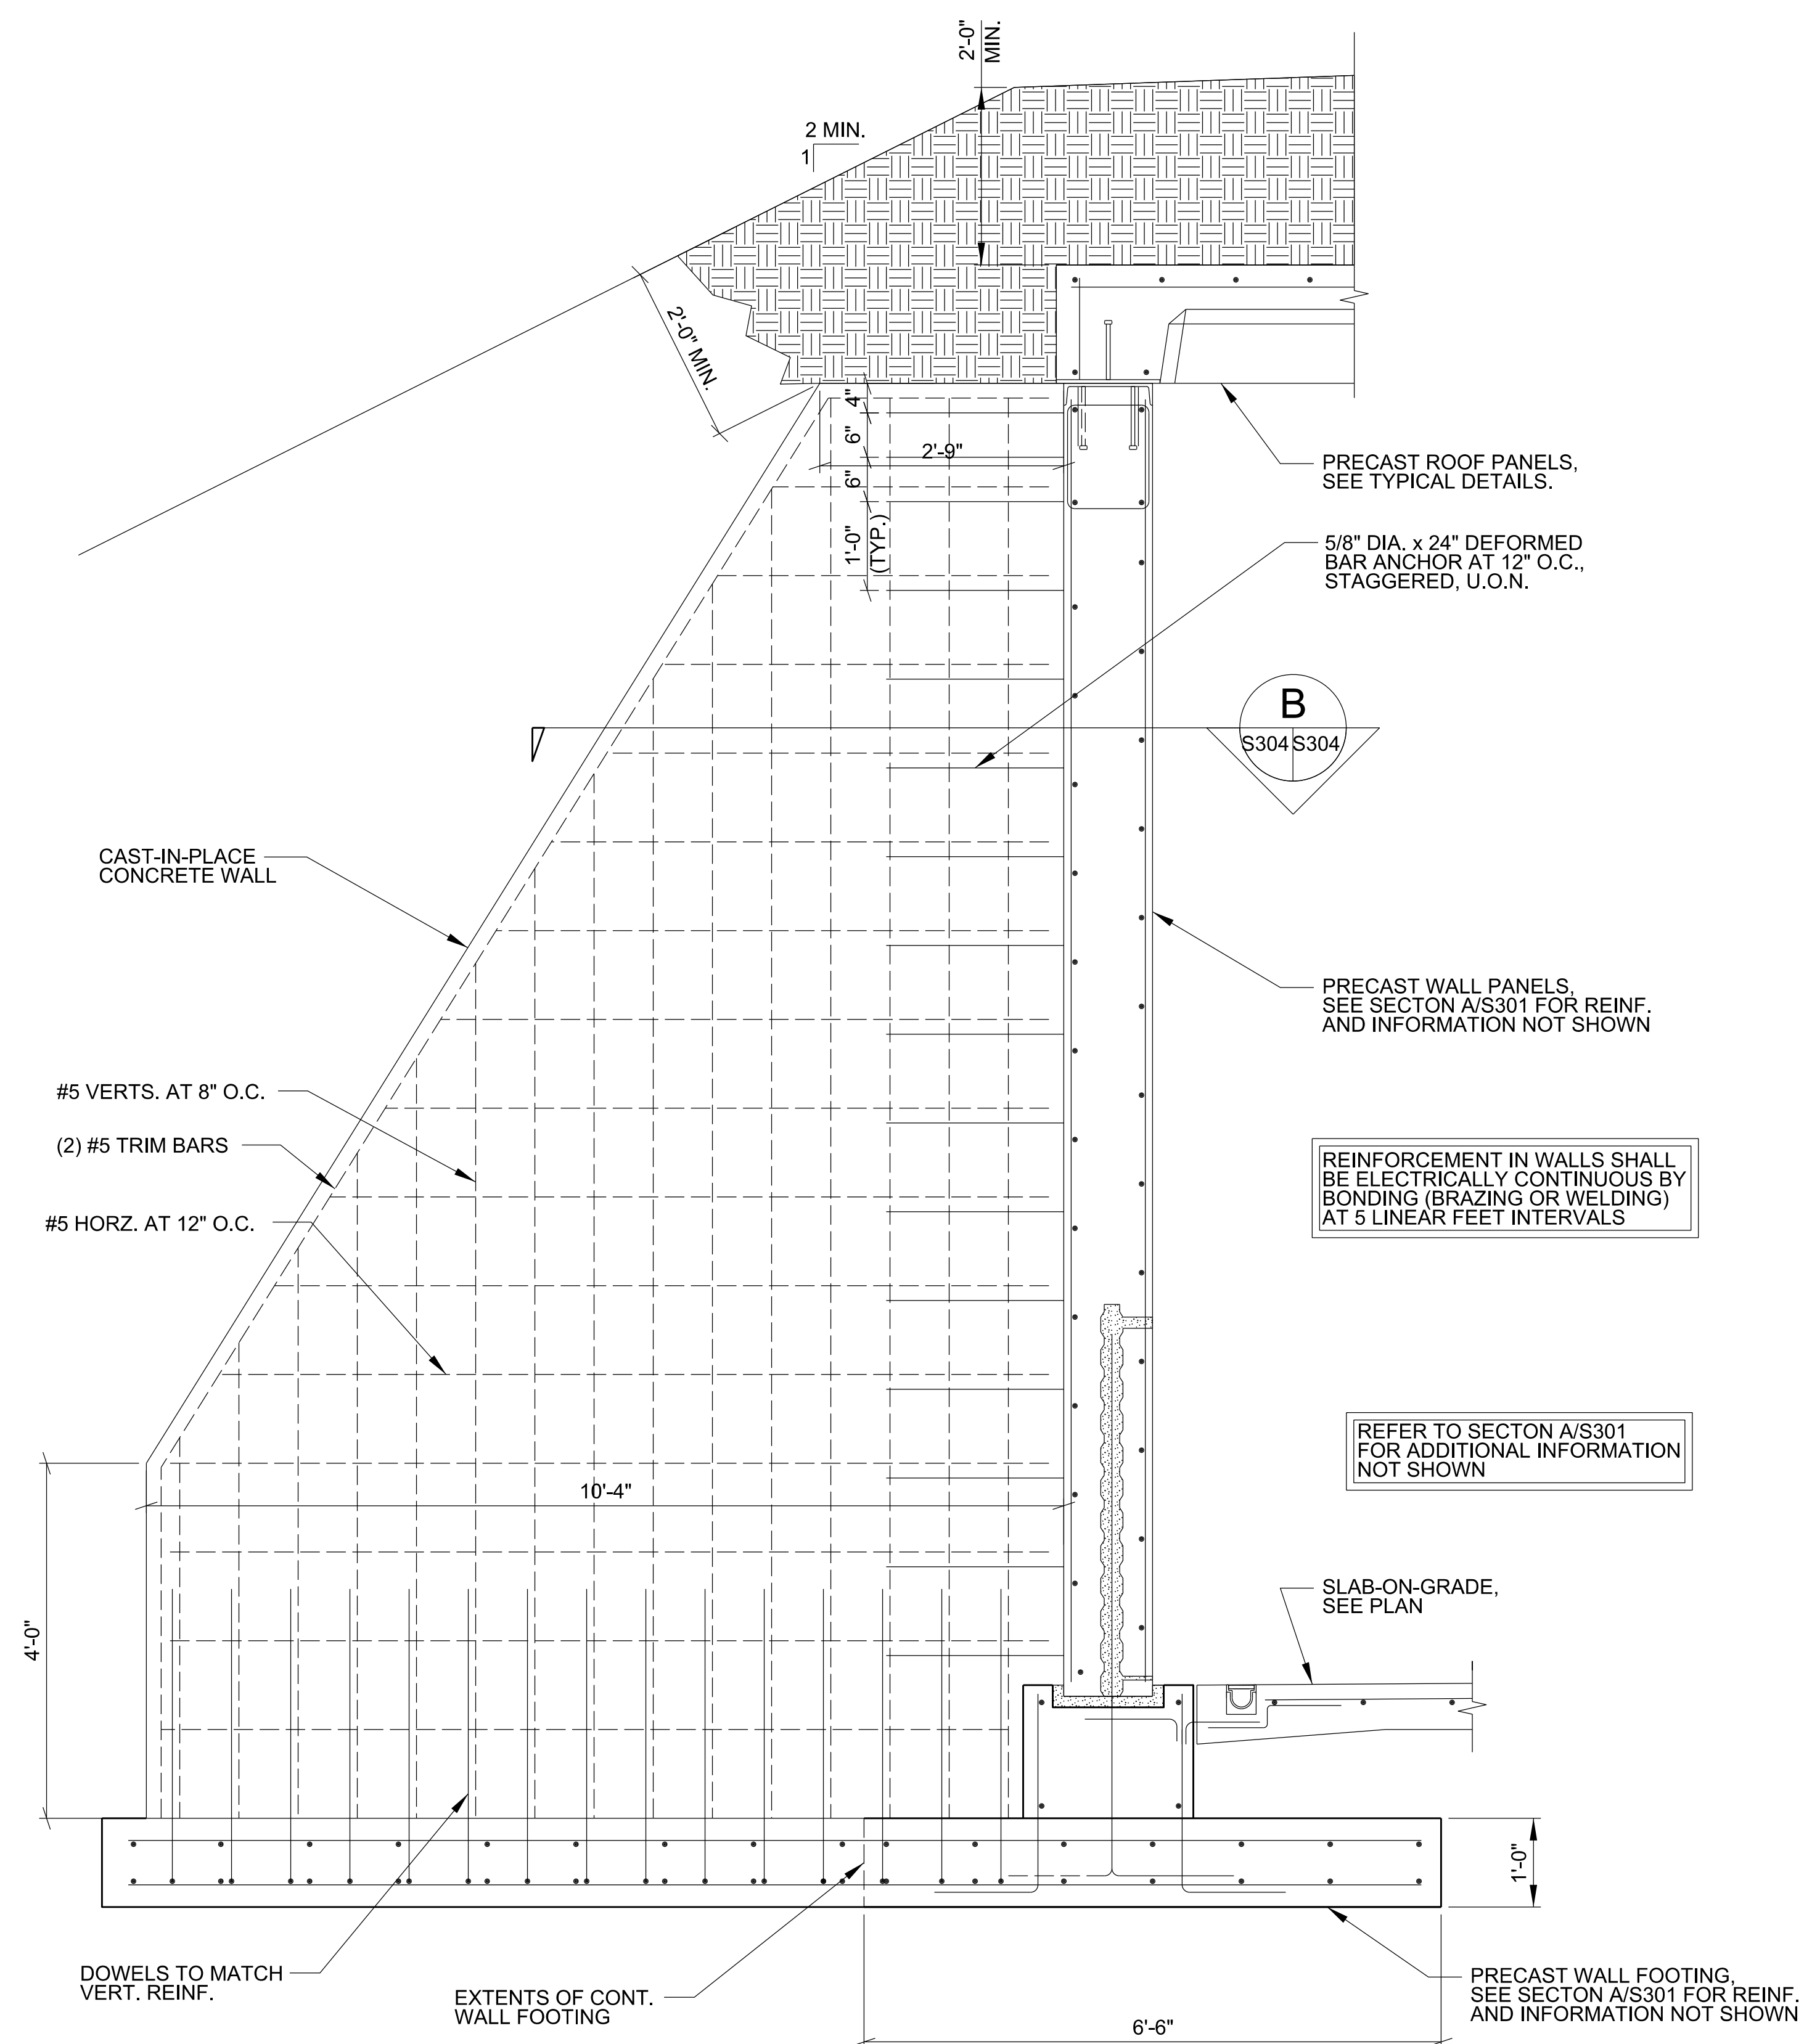 2'-0"
MIN.
2 MIN.
1
2'-0" MIN.
4"
6"
2'-9"
6"
1'-0"
(TYP.)
PRECAST ROOF PANELS,
SEE TYPICAL DETAILS.
5/8" DIA. x 24" DEFORMED
BAR ANCHOR AT 12" O.C.,
STAGGERED, U.O.N.
B
S304 S304
CAST-IN-PLACE
CONCRETE WALL
PRECAST WALL PANELS,
SEE SECTON A/S301 FOR REINF.
AND INFORMATION NOT SHOWN
#5 VERTS. AT 8" O.C.
(2) #5 TRIM BARS
#5 HORZ. AT 12" O.C.
REINFORCEMENT IN WALLS SHALL
BE ELECTRICALLY CONTINUOUS BY
BONDING (BRAZING OR WELDING)
AT 5 LINEAR FEET INTERVALS
REFER TO SECTON A/S301
FOR ADDITIONAL INFORMATION
NOT SHOWN
10'-4"
4'-0"
SLAB-ON-GRADE,
SEE PLAN
1'-0"
DOWELS TO MATCH
VERT. REINF.
EXTENTS OF CONT.
WALL FOOTING
PRECAST WALL FOOTING,
SEE SECTON A/S301 FOR REINF.
AND INFORMATION NOT SHOWN
6'-6"